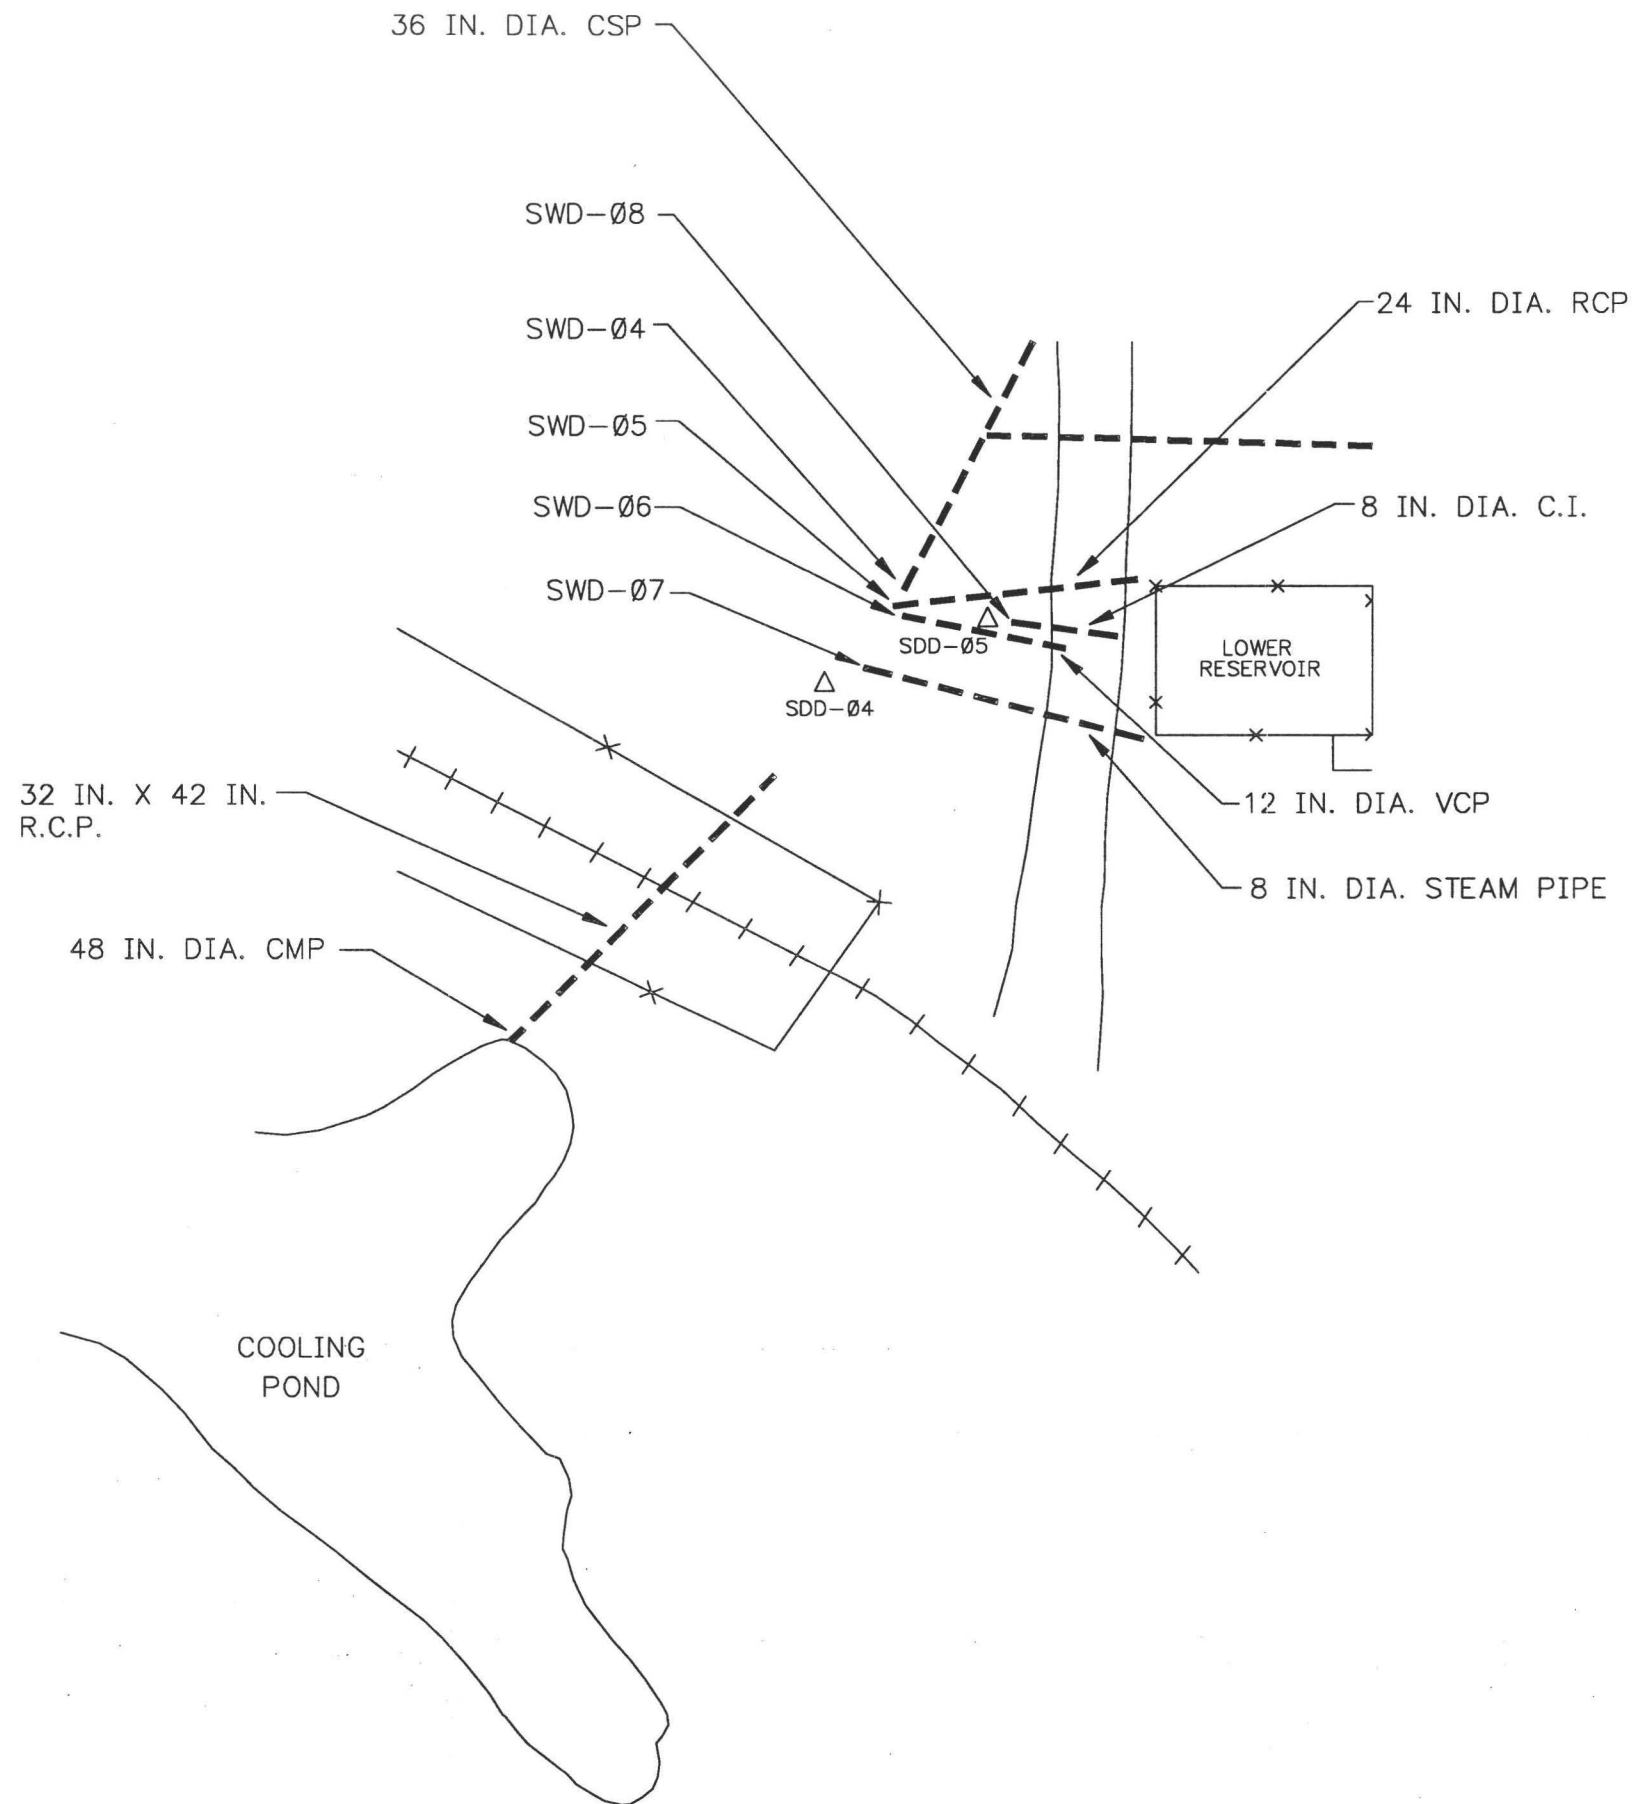 36 IN. DIA. CSP
SWD-Ø8
24 IN. DIA. RCP
SWD-Ø4
SWD-Ø5
SWD-Ø6
8 IN. DIA. C.I.
SWD-Ø7
SDD-Ø5
LOWER
RESERVOIR
SDD-Ø4
32 IN. X 42 IN.
R.C.P.
12 IN. DIA. VCP
8 IN. DIA. STEAM PIPE
48 IN. DIA. CMP
COOLING
POND